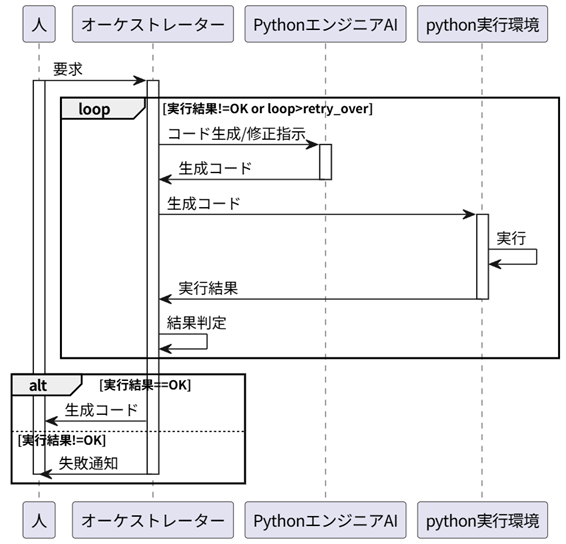 人
オーケストレーター
PythonエンジニアAI
python実行環境
要求
loop
[実行結果!=OK or loop>retry_over]
コード生成/修正指示
生成コード
生成コード
実行
実行結果
結果判定
alt
[実行結果==OK]
生成コード
[実行結果!=OK]
失敗通知
人
オーケストレーター
PythonエンジニアAI
python実行環境